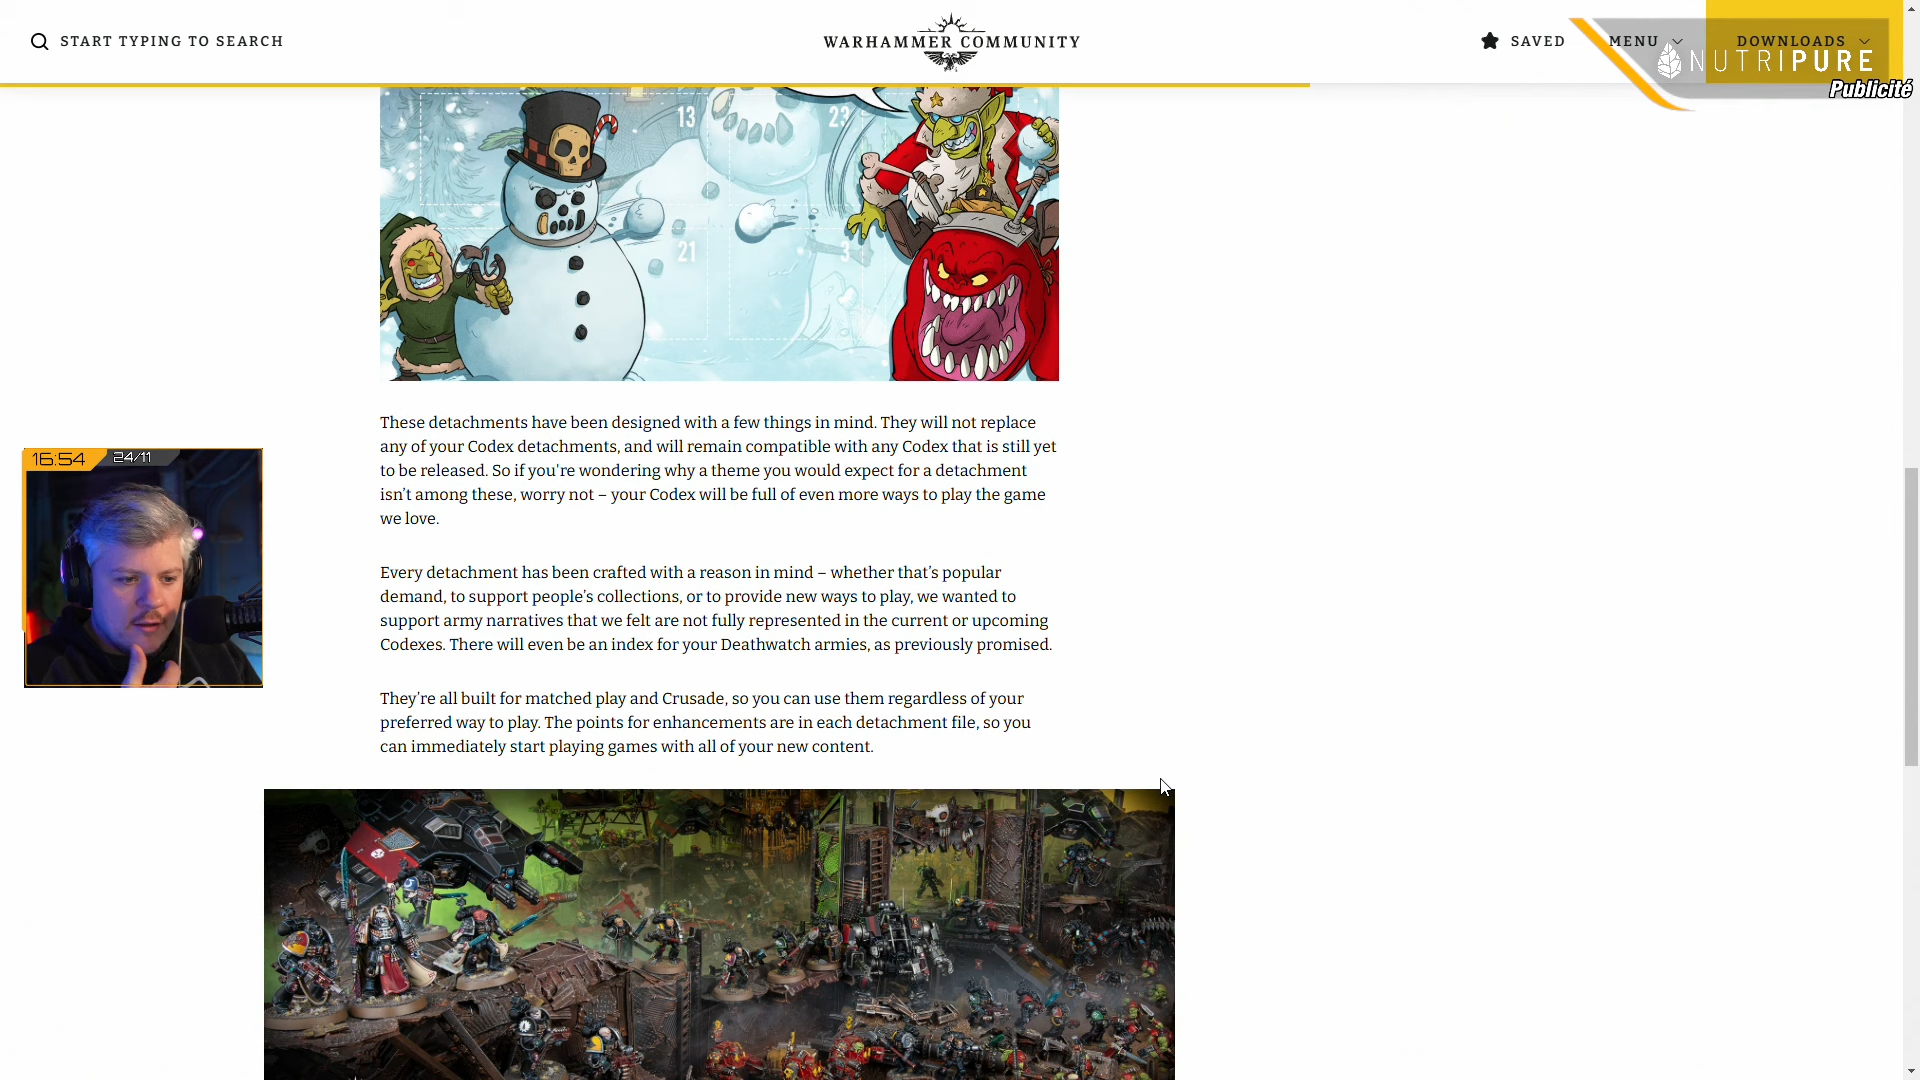 START TYPING TO SEARCH
WARHAMMER COMMUNITY
SAVED
MENU
DOWNLOADS
NUTRIPURE
Publicité
13
23
21
3
These detachments have been designed with a few things in mind. They will not replace
any of your Codex detachments, and will remain compatible with any Codex that is still yet
to be released. So if you're wondering why a theme you would expect for a detachment
isn’t among these, worry not – your Codex will be full of even more ways to play the game
we love.
16:54
24/11
Every detachment has been crafted with a reason in mind – whether that’s popular
demand, to support people’s collections, or to provide new ways to play, we wanted to
support army narratives that we felt are not fully represented in the current or upcoming
Codexes. There will even be an index for your Deathwatch armies, as previously promised.
They’re all built for matched play and Crusade, so you can use them regardless of your
preferred way to play. The points for enhancements are in each detachment file, so you
can immediately start playing games with all of your new content.